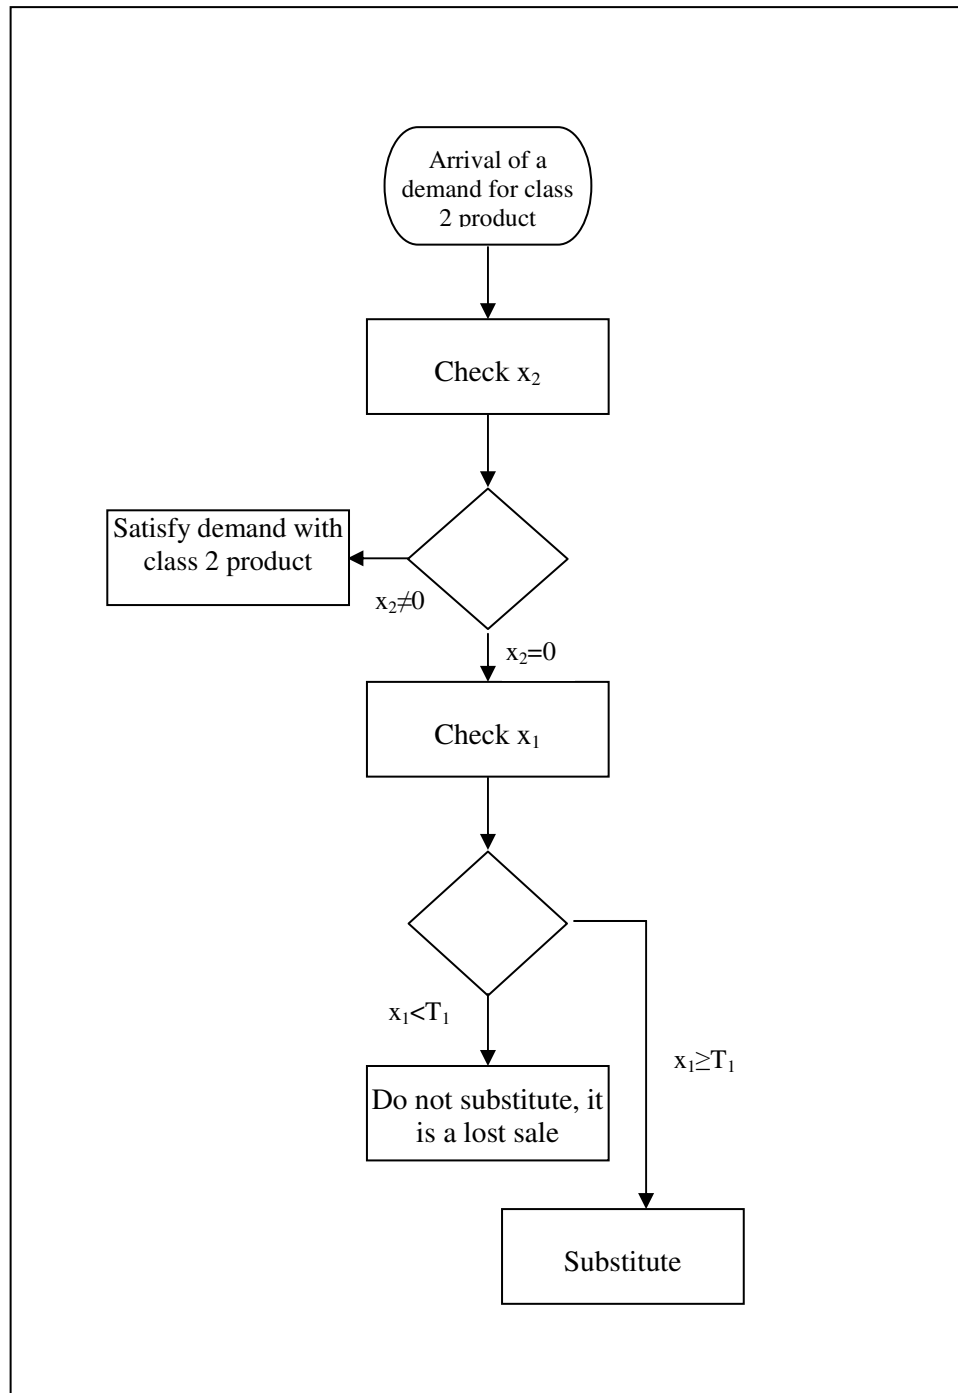 Arrival of a
demand for class
2 product
Check x₂
Satisfy demand with
class 2 product
x₂≠0
x₂=0
Check x₁
x₁<T₁
x₁≥T₁
Do not substitute, it
is a lost sale
Substitute